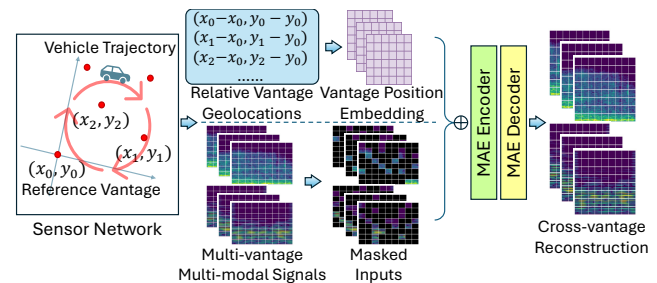 Vehicle Trajectory
(x₂, y₂)
(x₁, y₁)
(x₀, y₀)
Reference Vantage
Sensor Network
(x₀−x₀, y₀ − y₀)
(x₁−x₀, y₁ − y₀)
(x₂−x₀, y₂ − y₀)
......
Relative Vantage
Geolocations
Vantage Position
Embedding
Multi-vantage
Multi-modal Signals
Masked
Inputs
MAE Encoder
MAE Decoder
Cross-vantage
Reconstruction